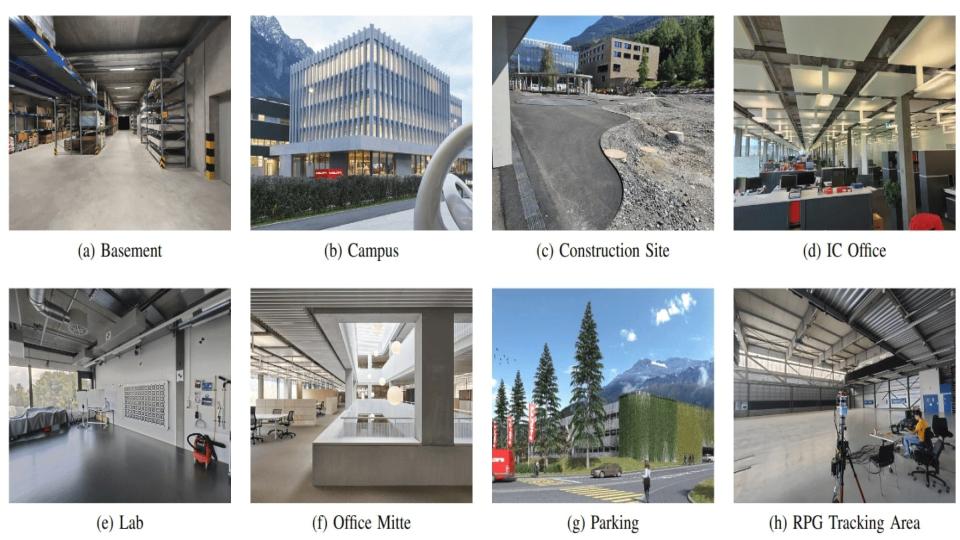 (a) Basement
(b) Campus
(c) Construction Site
(d) IC Office
(e) Lab
(f) Office Mitte
(g) Parking
(h) RPG Tracking Area